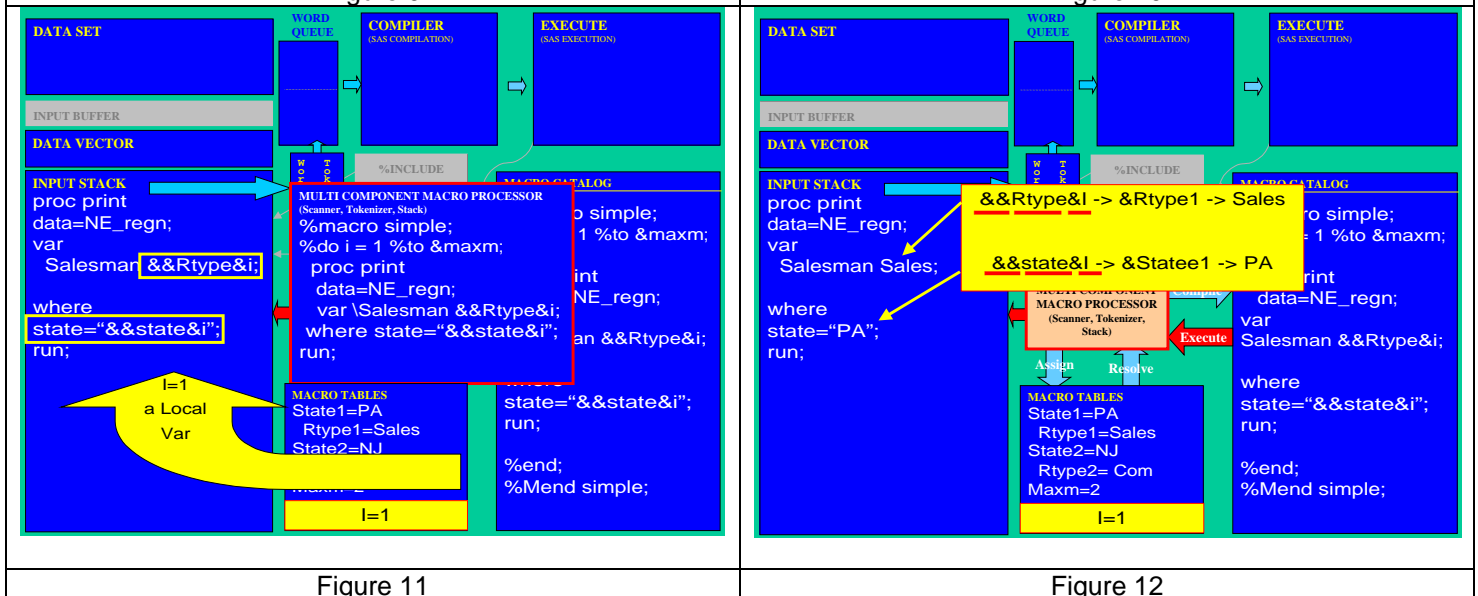 DATA SET
WORD
QUEUE
COMPILER
(SAS COMPILATION)
EXECUTE
(SAS EXECUTION)
INPUT BUFFER
DATA VECTOR
%INCLUDE
INPUT STACK
proc print
data=NE_regn;
var
Salesman &&Rtype&i;
where
state=“&&state&i”;
run;
I=1
a Local
Var
MULTI COMPONENT MACRO PROCESSOR
(Scanner, Tokenizer, Stack)
%macro simple;
%do i = 1 %to &maxm;
proc print
data=NE_regn;
var \Salesman &&Rtype&i;
where state=“&&state&i”;
run;
MACRO TABLES
State1=PA
Rtype1=Sales
State2=NJ
Maxm=2
I=1
MACRO CATALOG
simple;
1 %to &maxm;
NE_regn;
&&Rtype&i;
where
state=“&&state&i”;
run;
%end;
%Mend simple;
Figure 11
DATA SET
WORD
QUEUE
COMPILER
(SAS COMPILATION)
EXECUTE
(SAS EXECUTION)
INPUT BUFFER
DATA VECTOR
%INCLUDE
INPUT STACK
proc print
data=NE_regn;
var
Salesman Sales;
where
state=“PA”;
run;
&&Rtype&I -> &Rtype1 -> Sales
&&state&I -> &Statee1 -> PA
MULTI COMPONENT
MACRO PROCESSOR
(Scanner, Tokenizer,
Stack)
Compile
Execute
Assign
Resolve
MACRO TABLES
State1=PA
Rtype1=Sales
State2=NJ
Rtype2= Com
Maxm=2
I=1
MACRO CATALOG
simple;
= 1 %to &maxm;
data=NE_regn;
var
Salesman &&Rtype&i;
where
state=“&&state&i”;
run;
%end;
%Mend simple;
Figure 12